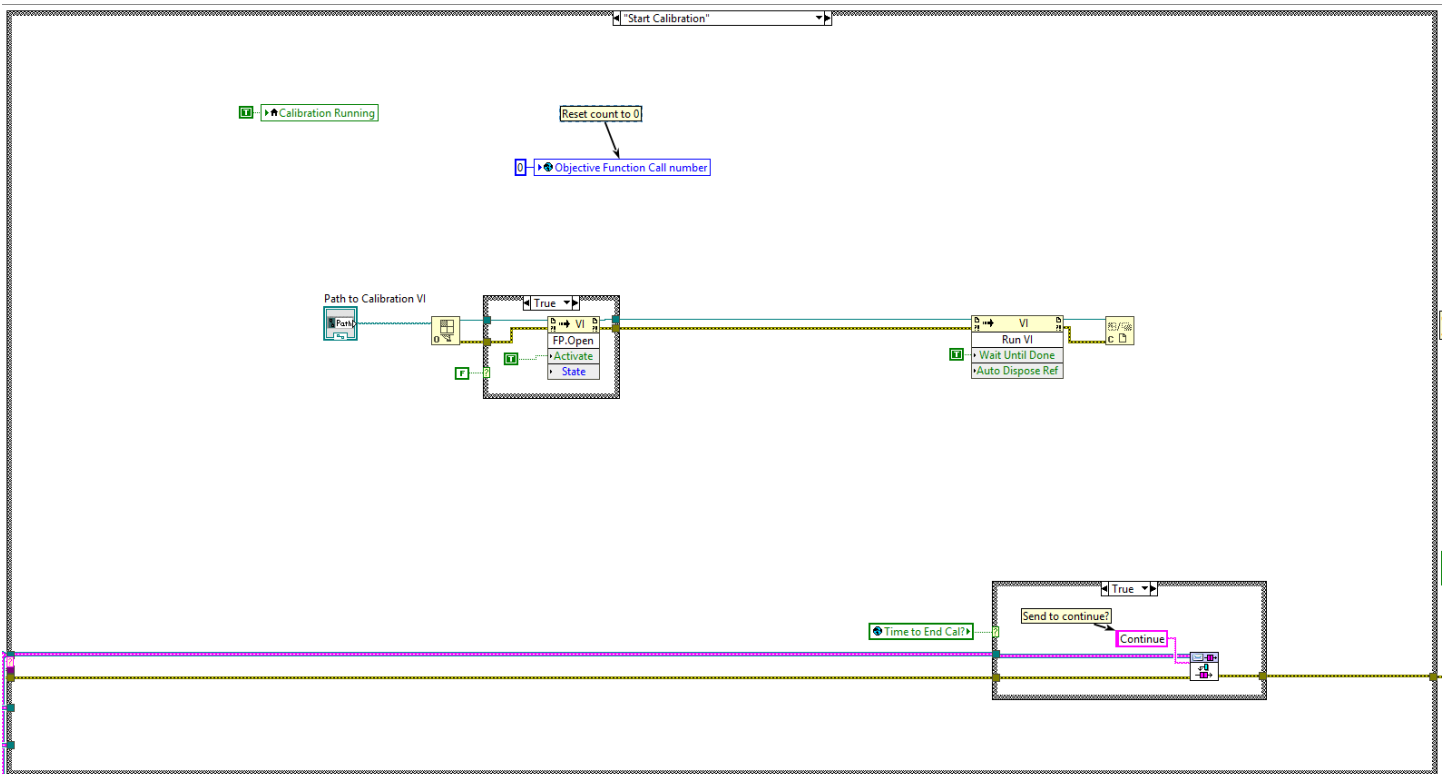 "Start Calibration"
T
Calibration Running
Reset count to 0
0
Objective Function Call number
Path to Calibration VI
Path
O
True
VI
FP.Open
T
Activate
State
F
?
VI
Run VI
T
Wait Until Done
Auto Dispose Ref
C
True
Send to continue?
Time to End Cal?
?
Continue
?